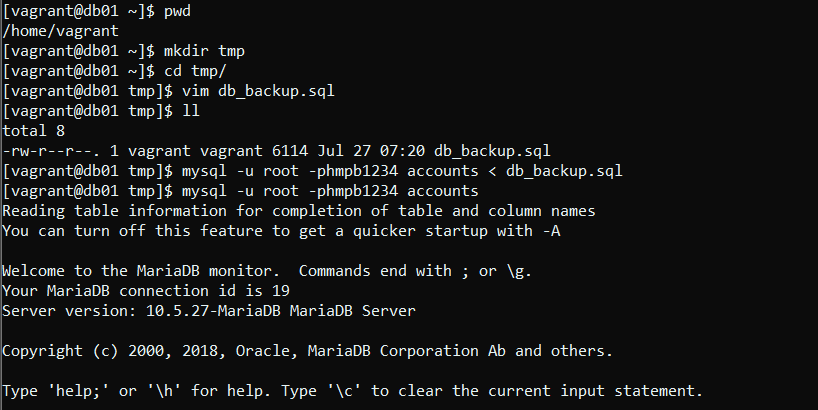 [vagrant@db01 ~]$ pwd
/home/vagrant
[vagrant@db01 ~]$ mkdir tmp
[vagrant@db01 ~]$ cd tmp/
[vagrant@db01 tmp]$ vim db_backup.sql
[vagrant@db01 tmp]$ ll
total 8
-rw-r--r--. 1 vagrant vagrant 6114 Jul 27 07:20 db_backup.sql
[vagrant@db01 tmp]$ mysql -u root -phmpb1234 accounts < db_backup.sql
[vagrant@db01 tmp]$ mysql -u root -phmpb1234 accounts
Reading table information for completion of table and column names
You can turn off this feature to get a quicker startup with -A

Welcome to the MariaDB monitor.  Commands end with ; or \g.
Your MariaDB connection id is 19
Server version: 10.5.27-MariaDB MariaDB Server

Copyright (c) 2000, 2018, Oracle, MariaDB Corporation Ab and others.

Type 'help;' or '\h' for help. Type '\c' to clear the current input statement.